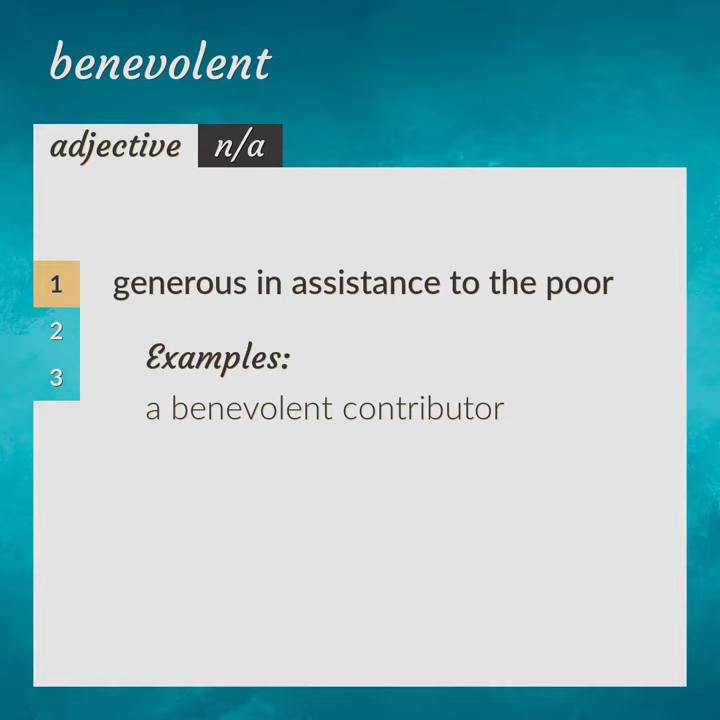 benevolent
adjective n/a
1 generous in assistance to the poor
2
Examples:
3
a benevolent contributor